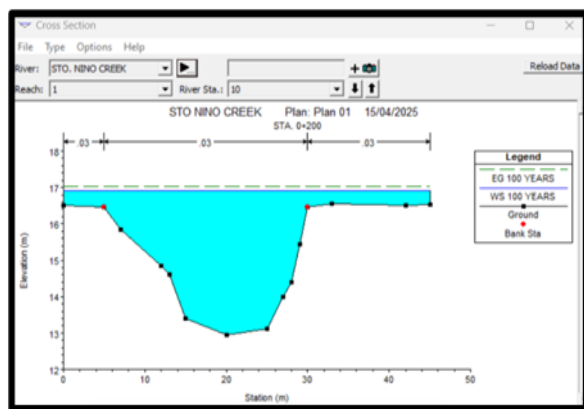 Cross Section
File Type Options Help
River: STO. NINO CREEK
Reload Data
Reach: 1 River Sta.: 10
STO NINO CREEK Plan: Plan 01 15/04/2025
STA. 0+200
.03 .03 .03
Legend
EG 100 YEARS
WS 100 YEARS
Ground
Bank Sta
Elevation (m)
18
17
16
15
14
13
12
0 10 20 30 40 50
Station (m)